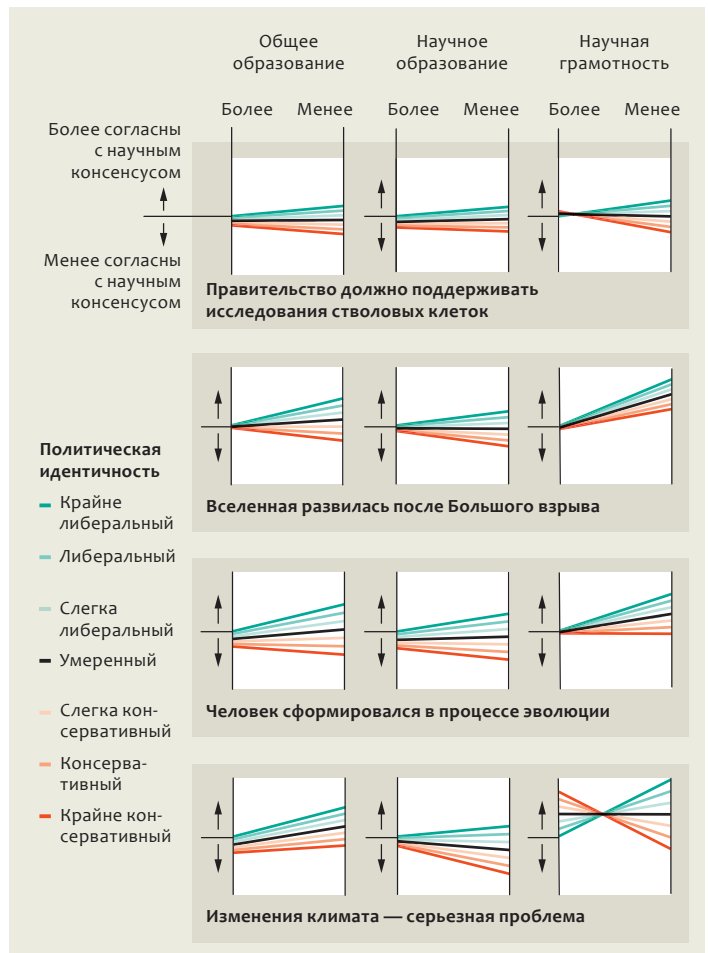 Общее
образование
Научное
образование
Научная
грамотность
Более
Менее
Более
Менее
Более
Менее
Более согласны
с научным
консенсусом
Менее согласны
с научным
консенсусом
Правительство должно поддерживать
исследования стволовых клеток
Вселенная развилась после Большого взрыва
Политическая
идентичность
Крайне
либеральный
Либеральный
Слегка
либеральный
Умеренный
Слегка кон-
сервативный
Консерва-
тивный
Крайне кон-
сервативный
Человек сформировался в процессе эволюции
Изменения климата — серьезная проблема